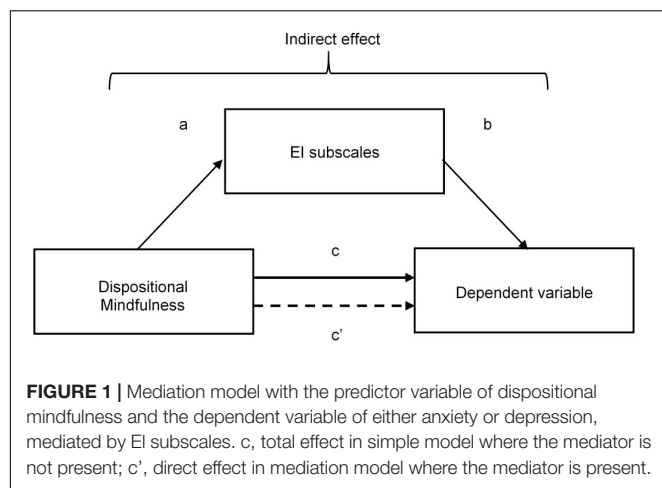 Indirect effect
a
b
EI subscales
c
Dispositional
Mindfulness
Dependent variable
c'
FIGURE 1 | Mediation model with the predictor variable of dispositional
mindfulness and the dependent variable of either anxiety or depression,
mediated by EI subscales. c, total effect in simple model where the mediator is
not present; c', direct effect in mediation model where the mediator is present.